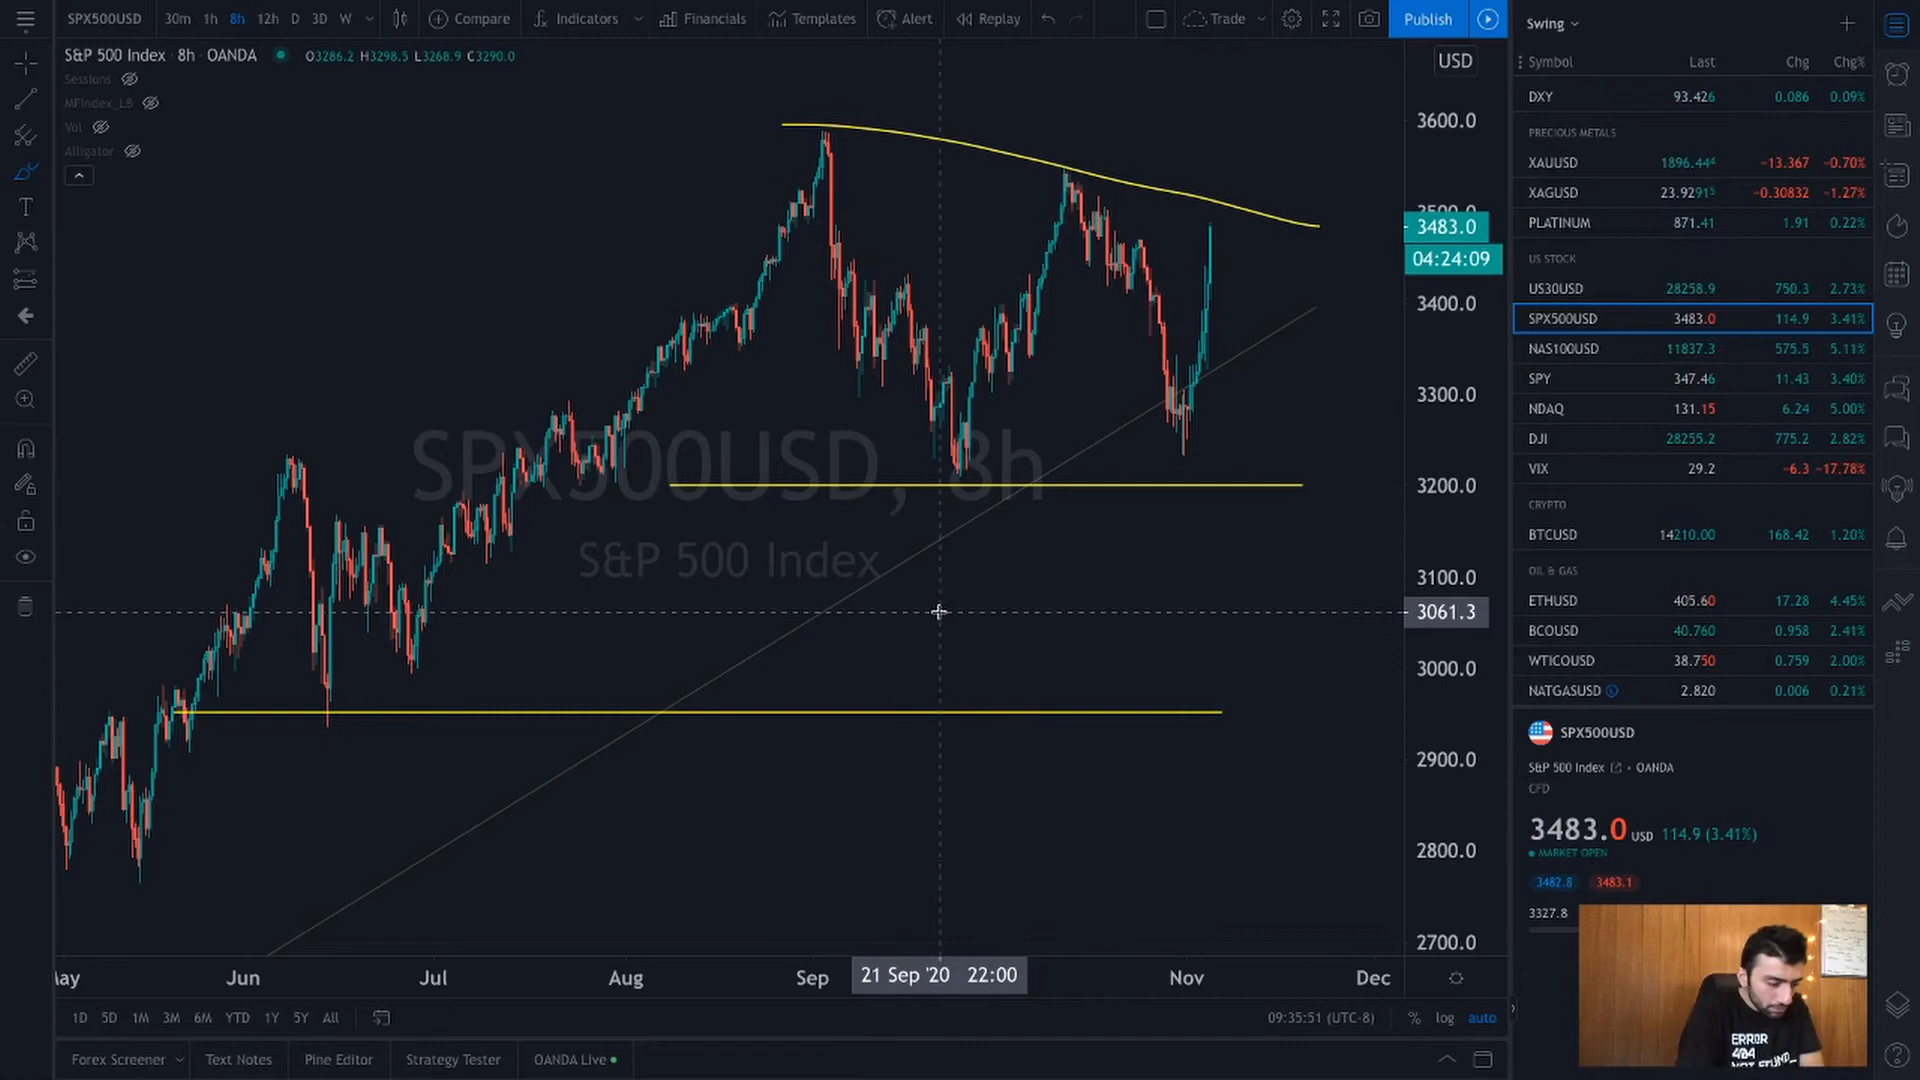 SPX500USD 30m 1h 8h 12h D 3D W Compare Indicators Financials Templates Alert Replay Trade Publish
S&P 500 Index · 8h · OANDA O3286.2 H3298.5 L3268.9 C3290.0
Sessions
MFIndex_LB
Vol
Alligator
USD
3600.0
3500.0
3483.0
04:24:09
3400.0
3300.0
3200.0
3100.0
3061.3
3000.0
2900.0
2800.0
2700.0
SPX500USD, 8h
S&P 500 Index
May Jun Jul Aug Sep 21 Sep '20 22:00 Nov Dec
1D 5D 1M 3M 6M YTD 1Y 5Y All 09:35:51 (UTC-8) % log auto
Forex Screener Text Notes Pine Editor Strategy Tester OANDA Live
Swing
Symbol Last Chg Chg%
DXY 93.426 0.086 0.09%
PRECIOUS METALS
XAUUSD 1896.444 −13.367 −0.70%
XAGUSD 23.92915 −0.30832 −1.27%
PLATINUM 871.41 1.91 0.22%
US STOCK
US30USD 28258.9 750.3 2.73%
SPX500USD 3483.0 114.9 3.41%
NAS100USD 11837.3 575.5 5.11%
SPY 347.46 11.43 3.40%
NDAQ 131.15 6.24 5.00%
DJI 28255.2 775.2 2.82%
VIX 29.2 −6.3 −17.78%
CRYPTO
BTCUSD 14210.00 168.42 1.20%
OIL & GAS
ETHUSD 405.60 17.28 4.45%
BCOUSD 40.760 0.958 2.41%
WTICOUSD 38.750 0.759 2.00%
NATGASUSD 2.820 0.006 0.21%
SPX500USD
S&P 500 Index · OANDA
CFD
3483.0 USD 114.9 (3.41%)
MARKET OPEN
3482.8 3483.1
3327.8
ERROR
404
NOT FOUND